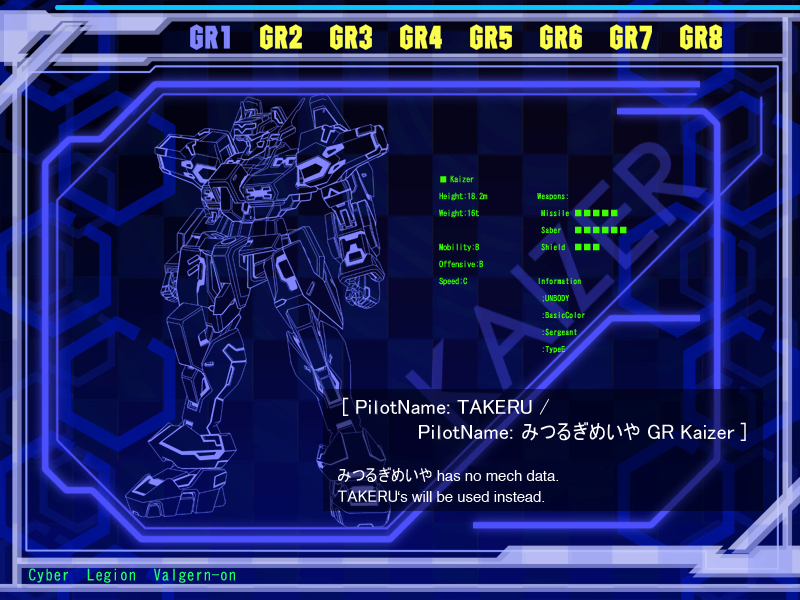 GR1 GR2 GR3 GR4 GR5 GR6 GR7 GR8
KAIZER
■ Kaizer
Height:18.2m
Weight:16t
Mobility:B
Offensive:B
Speed:C
Weapons:
Missile ■■■■■
Saber ■■■■■■
Shield ■■■
Information
:UNBODY
:BasicColor
:Sergeant
:TypeE
[ PilotName: TAKERU /
PilotName: みつるぎめいや GR Kaizer ]
みつるぎめいや has no mech data.
TAKERU's will be used instead.
Cyber Legion Valgern-on